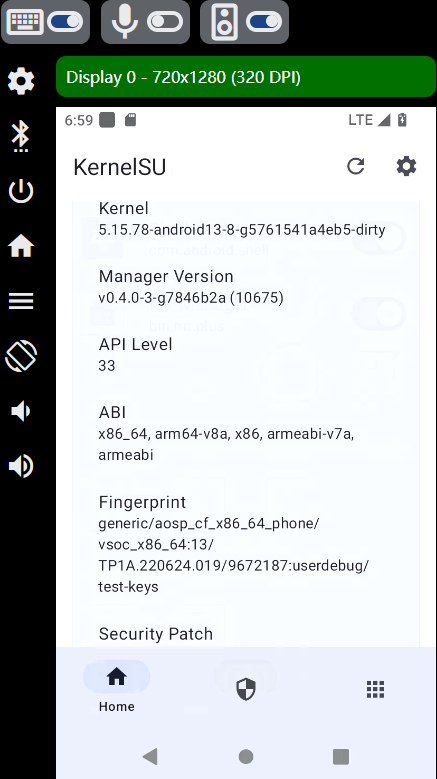 Display 0 - 720x1280 (320 DPI)
6:59
LTE
KernelSU
Kernel
5.15.78-android13-8-g5761541a4eb5-dirty
Manager Version
v0.4.0-3-g7846b2a (10675)
API Level
33
ABI
x86_64, arm64-v8a, x86, armeabi-v7a,
armeabi
Fingerprint
generic/aosp_cf_x86_64_phone/
vsoc_x86_64:13/
TP1A.220624.019/9672187:userdebug/
test-keys
Security Patch
Home